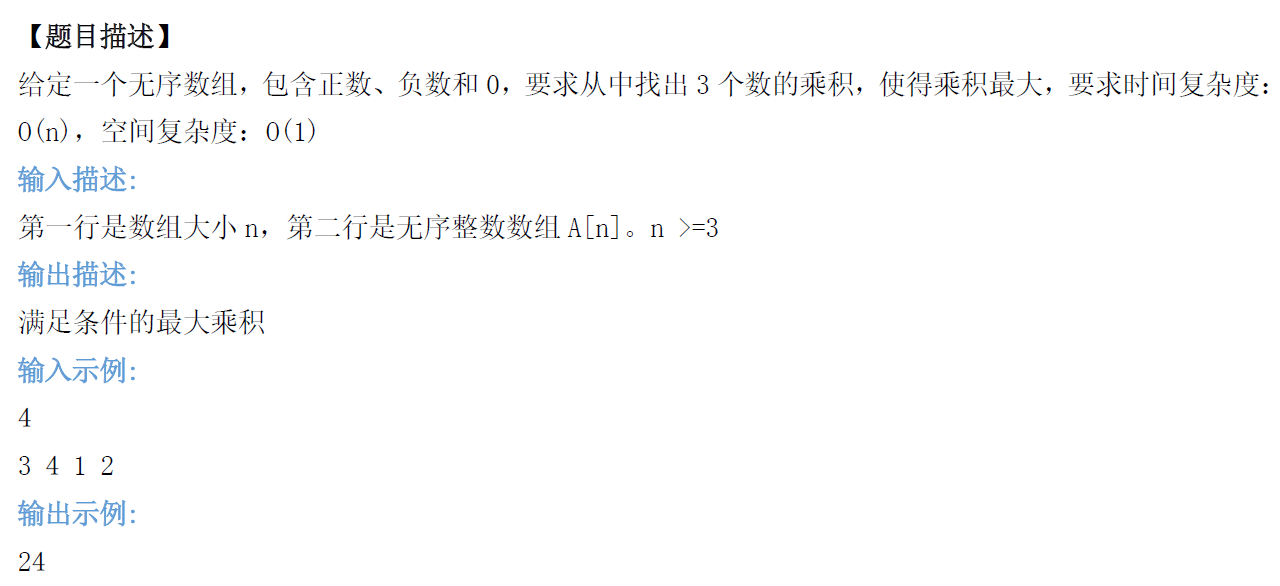 【题目描述】
给定一个无序数组，包含正数、负数和0，要求从中找出3个数的乘积，使得乘积最大，要求时间复杂度：
O(n)，空间复杂度：O(1)
输入描述:
第一行是数组大小n，第二行是无序整数数组A[n]。n >=3
输出描述:
满足条件的最大乘积
输入示例:
4
3 4 1 2
输出示例:
24